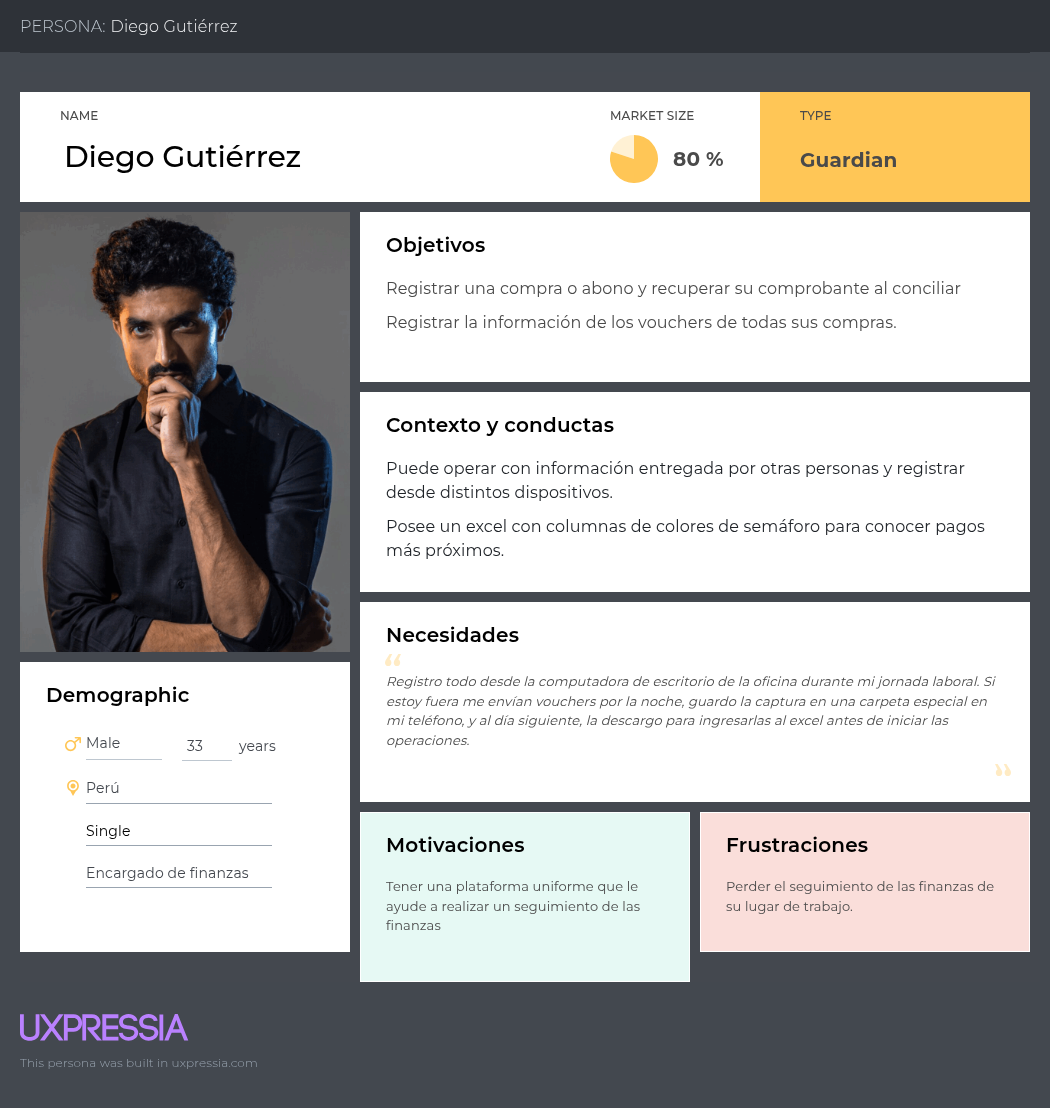 PERSONA: Diego Gutiérrez
NAME
Diego Gutiérrez
MARKET SIZE
80 %
TYPE
Guardian
Objetivos
Registrar una compra o abono y recuperar su comprobante al conciliar
Registrar la información de los vouchers de todas sus compras.
Contexto y conductas
Puede operar con información entregada por otras personas y registrar
desde distintos dispositivos.
Posee un excel con columnas de colores de semáforo para conocer pagos
más próximos.
Necesidades
“
Registro todo desde la computadora de escritorio de la oficina durante mi jornada laboral. Si
estoy fuera me envían vouchers por la noche, guardo la captura en una carpeta especial en
mi teléfono, y al día siguiente, la descargo para ingresarlas al excel antes de iniciar las
operaciones.
”
Demographic
Male
33 years
Perú
Single
Encargado de finanzas
Motivaciones
Tener una plataforma uniforme que le
ayude a realizar un seguimiento de las
finanzas
Frustraciones
Perder el seguimiento de las finanzas de
su lugar de trabajo.
UXPRESSIA
This persona was built in uxpressia.com